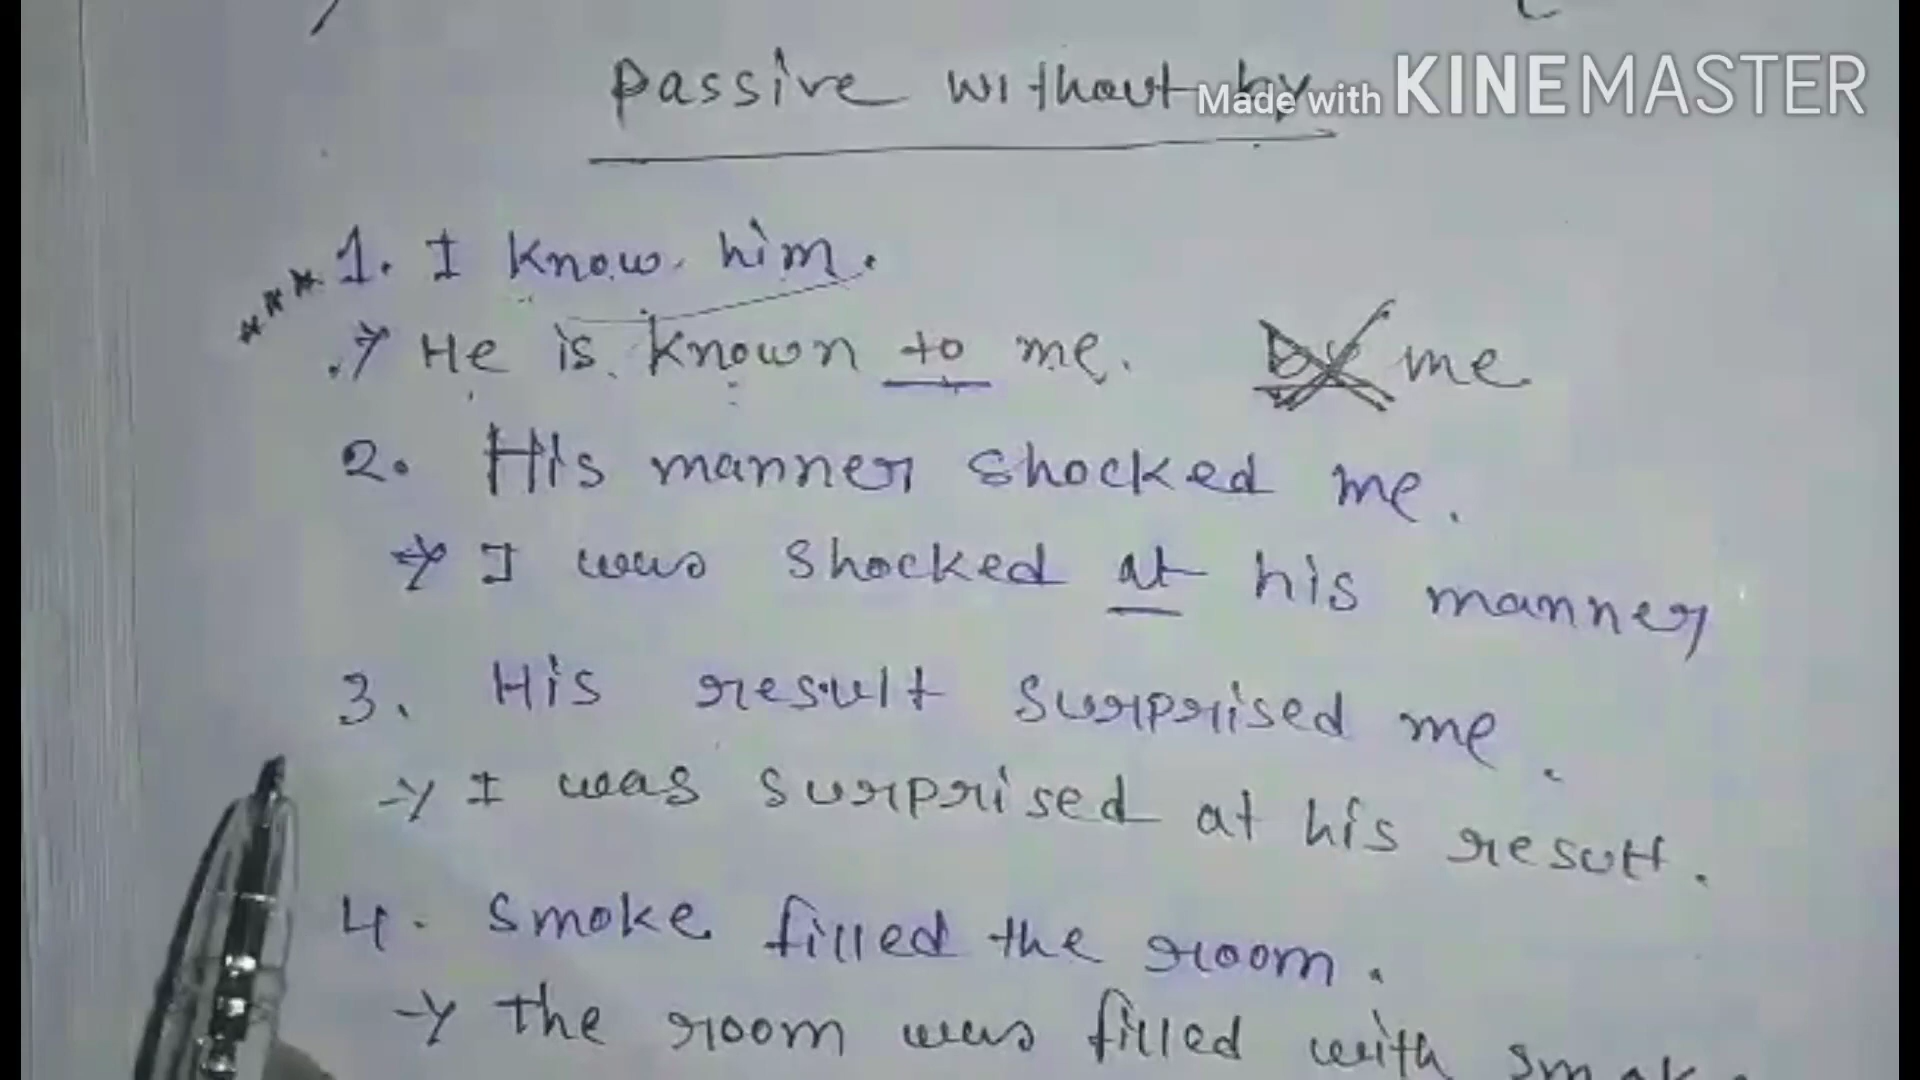 Passive without by
Made with KINEMASTER
1. I know him.
→ He is known to me. by me
2. His manner shocked me.
→ I was shocked at his manner
3. His result surprised me.
→ I was surprised at his result.
4. Smoke filled the room.
→ The room was filled with smoke